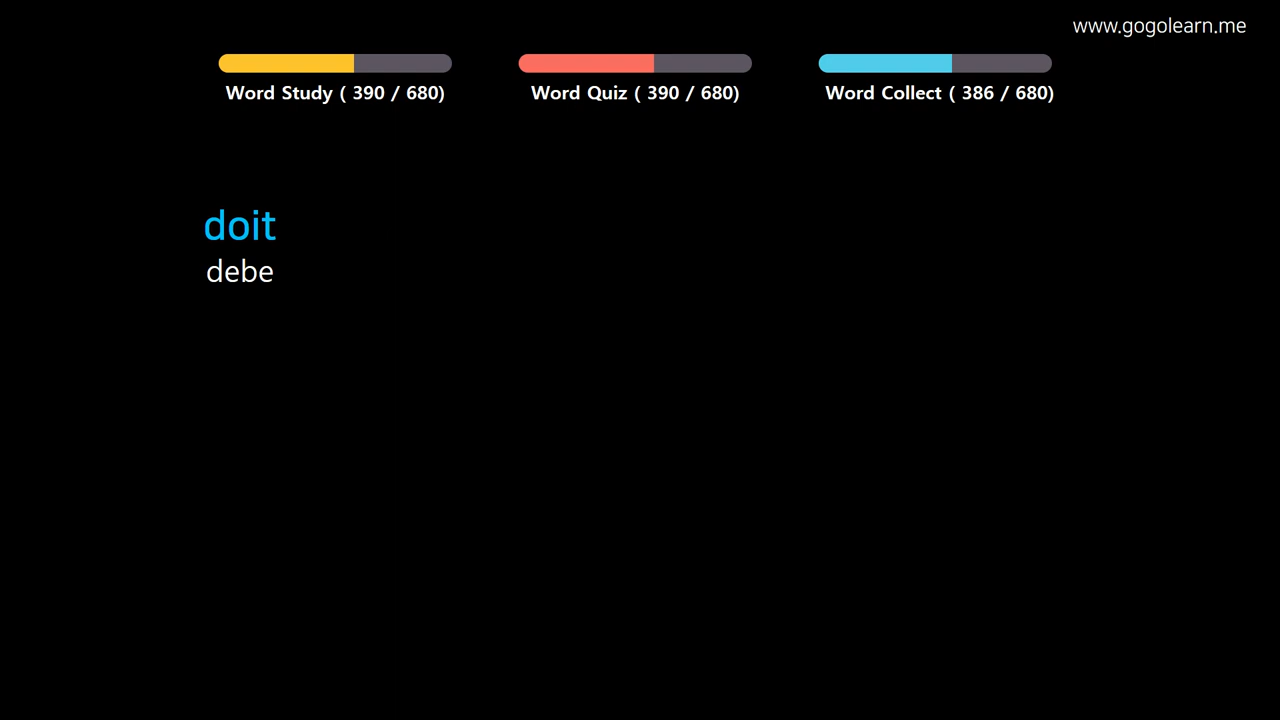 www.gogolearn.me
Word Study ( 390 / 680)
Word Quiz ( 390 / 680)
Word Collect ( 386 / 680)
doit
debe